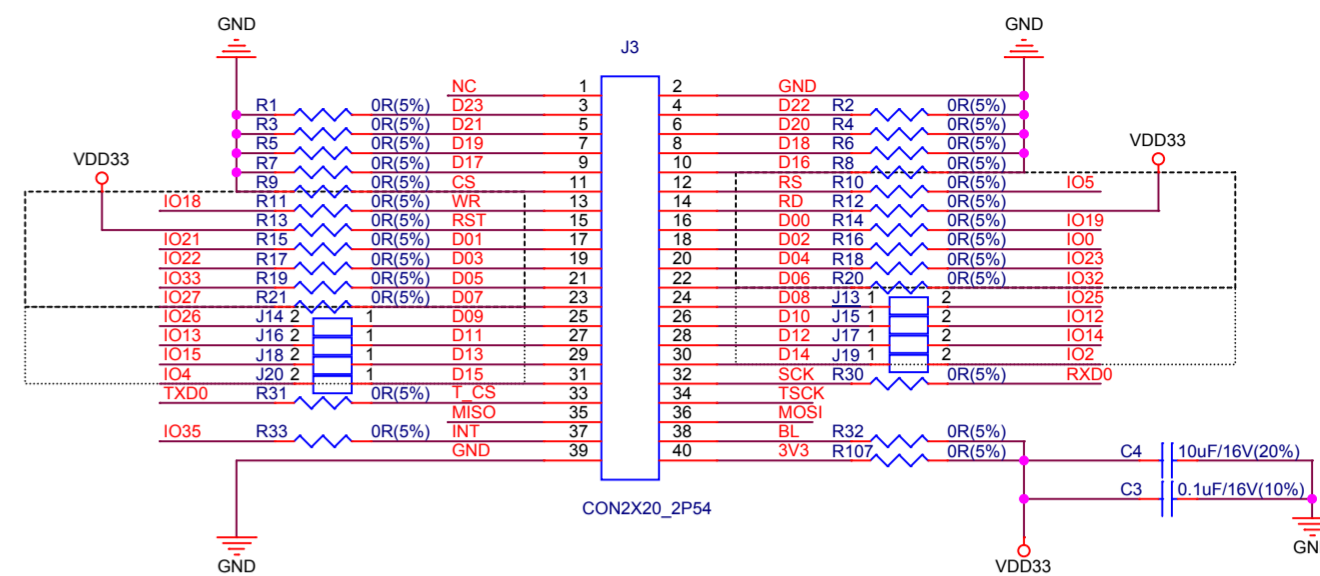 GND GND
J3
NC 1 2 GND
R1 0R(5%) D23 3 4 D22 R2 0R(5%)
R3 0R(5%) D21 5 6 D20 R4 0R(5%)
R5 0R(5%) D19 7 8 D18 R6 0R(5%)
VDD33 R7 0R(5%) D17 9 10 D16 R8 0R(5%) VDD33
R9 0R(5%) CS 11 12 RS R10 0R(5%) IO5
IO18 R11 0R(5%) WR 13 14 RD R12 0R(5%)
R13 0R(5%) RST 15 16 D00 R14 0R(5%) IO19
IO21 R15 0R(5%) D01 17 18 D02 R16 0R(5%) IO0
IO22 R17 0R(5%) D03 19 20 D04 R18 0R(5%) IO23
IO33 R19 0R(5%) D05 21 22 D06 R20 0R(5%) IO32
IO27 R21 0R(5%) D07 23 24 D08 J13 1 2 IO25
IO26 J14 2 1 D09 25 26 D10 J15 1 2 IO12
IO13 J16 2 1 D11 27 28 D12 J17 1 2 IO14
IO15 J18 2 1 D13 29 30 D14 J19 1 2 IO2
IO4 J20 2 1 D15 31 32 SCK R30 0R(5%) RXD0
TXD0 R31 0R(5%) T_CS 33 34 TSCK
MISO 35 36 MOSI
IO35 R33 0R(5%) INT 37 38 BL R32 0R(5%)
GND 39 40 3V3 R107 0R(5%) C4 10uF/16V(20%)
C3 0.1uF/16V(10%)
CON2X20_2P54
GN
GND VDD33